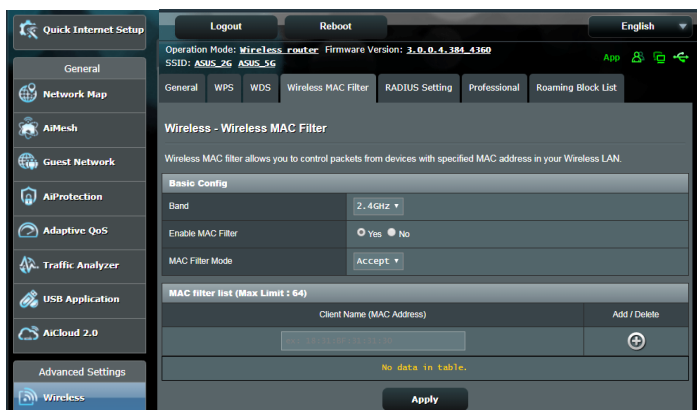 Quick Internet Setup
Logout Reboot English
Operation Mode: Wireless router Firmware Version: 3.0.0.4.384_4360
SSID: ASUS_2G ASUS_5G
App
General
Network Map
AiMesh
Guest Network
AiProtection
Adaptive QoS
Traffic Analyzer
USB Application
AiCloud 2.0
Advanced Settings
Wireless
General WPS WDS Wireless MAC Filter RADIUS Setting Professional Roaming Block List
Wireless - Wireless MAC Filter
Wireless MAC filter allows you to control packets from devices with specified MAC address in your Wireless LAN.
Basic Config
Band 2.4GHz
Enable MAC Filter Yes No
MAC Filter Mode Accept
MAC filter list (Max Limit : 64)
Client Name (MAC Address) Add / Delete
No data in table.
Apply